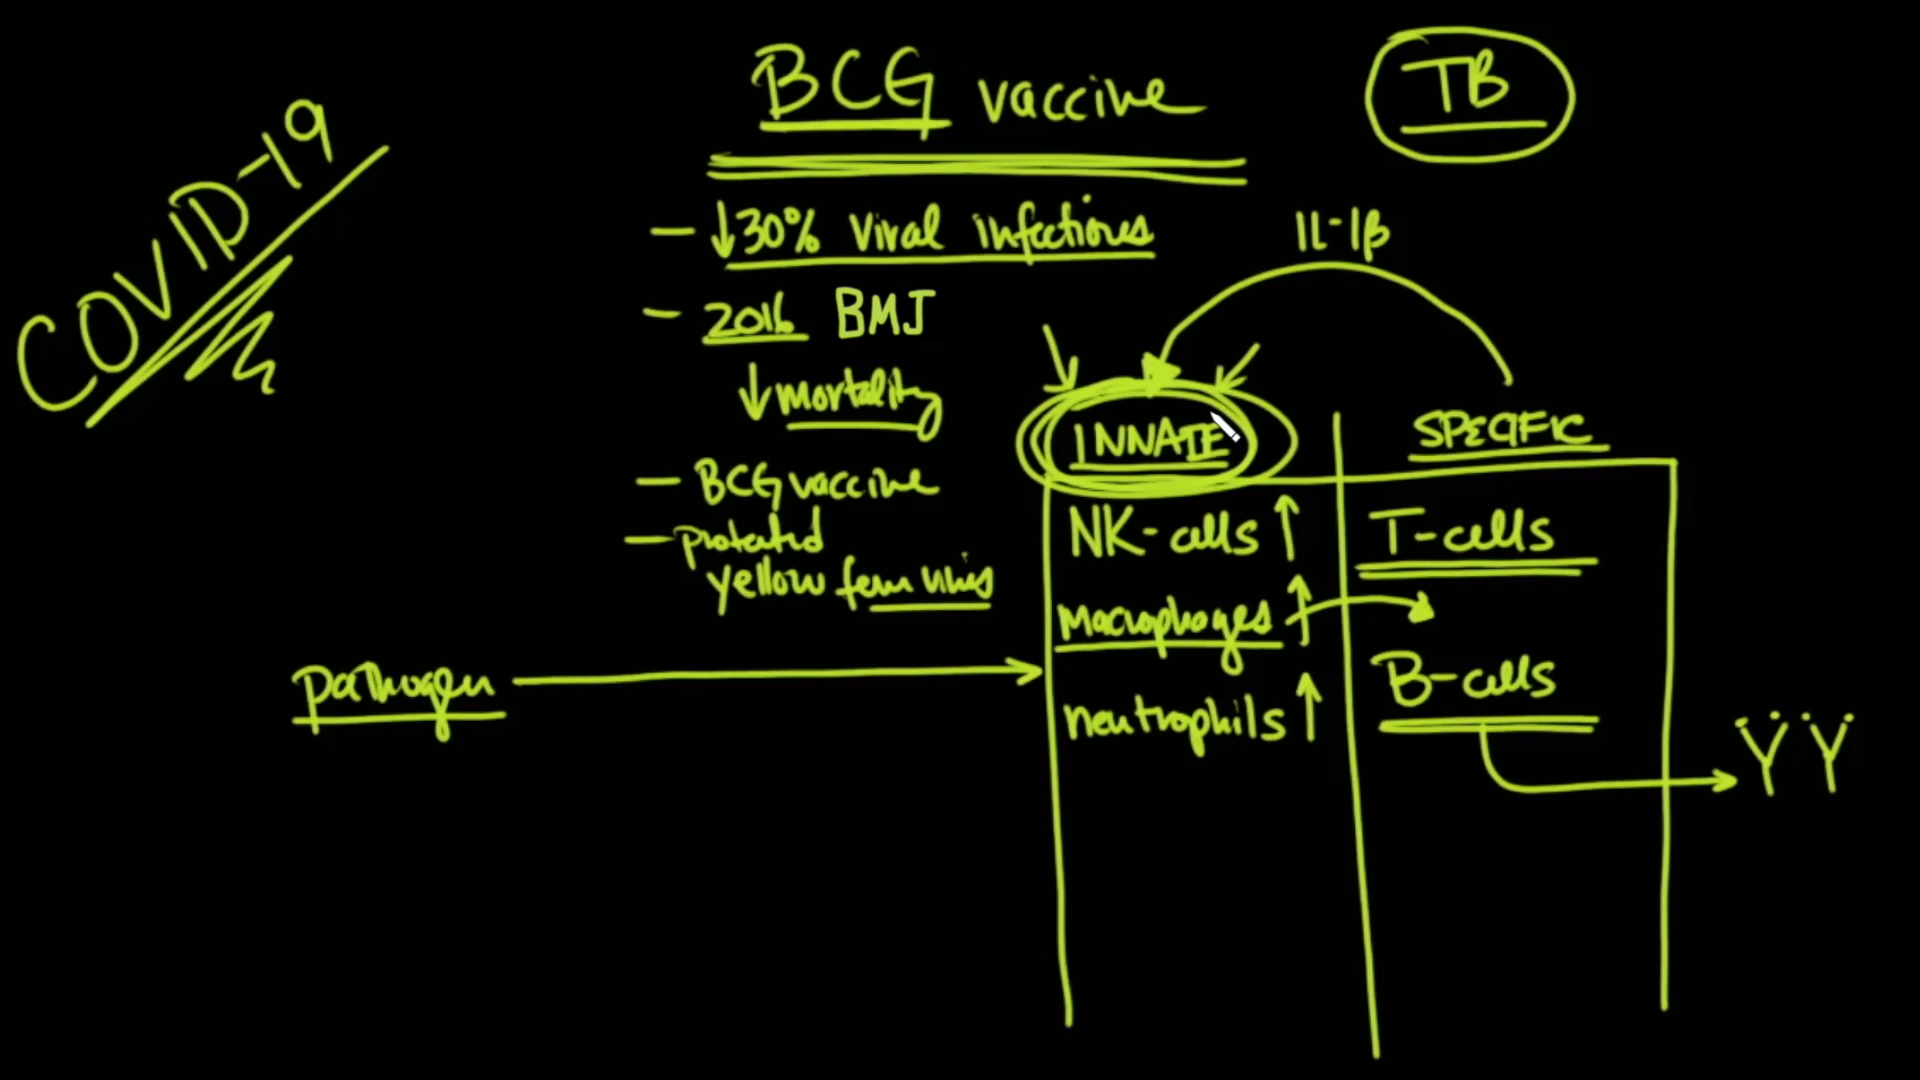 COVID-19
BCG vaccine
TB
— ↓30% Viral infections
— 2016 BMJ
↓ mortality
— BCG vaccine
— protected
yellow fever virus
IL-1β
INNATE
SPECIFIC
NK-cells ↑
T-cells
macrophages ↑
B-cells
neutrophils ↑
pathogen